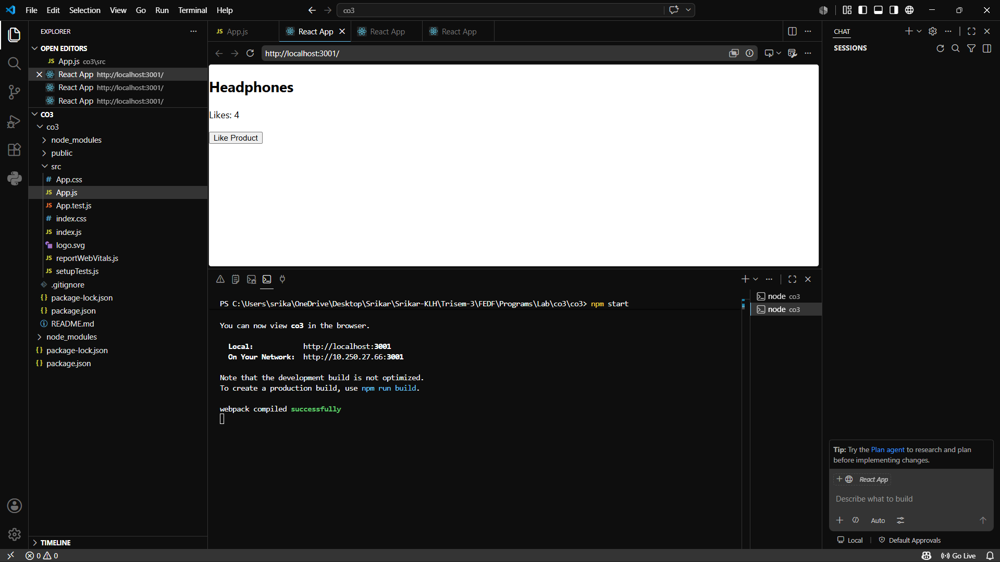 File Edit Selection View Go Run Terminal Help
co3
EXPLORER
OPEN EDITORS
JS App.js co3\src
React App http://localhost:3001/
React App http://localhost:3001/
React App http://localhost:3001/
CO3
co3
node_modules
public
src
# App.css
JS App.js
JS App.test.js
# index.css
JS index.js
logo.svg
JS reportWebVitals.js
JS setupTests.js
.gitignore
{} package-lock.json
{} package.json
README.md
node_modules
{} package-lock.json
{} package.json
TIMELINE
JS App.js
React App
React App
React App
http://localhost:3001/
Headphones
Likes: 4
Like Product
PS C:\Users\srika\OneDrive\Desktop\Srikar\Srikar-KLH\Trisem-3\FEDF\Programs\Lab\co3\co3> npm start
You can now view co3 in the browser.
Local: http://localhost:3001
On Your Network: http://10.250.27.66:3001
Note that the development build is not optimized.
To create a production build, use npm run build.
webpack compiled successfully
node co3
node co3
CHAT
SESSIONS
Tip: Try the Plan agent to research and plan
before implementing changes.
React App
Describe what to build
Auto
Local
Default Approvals
0 0
Go Live